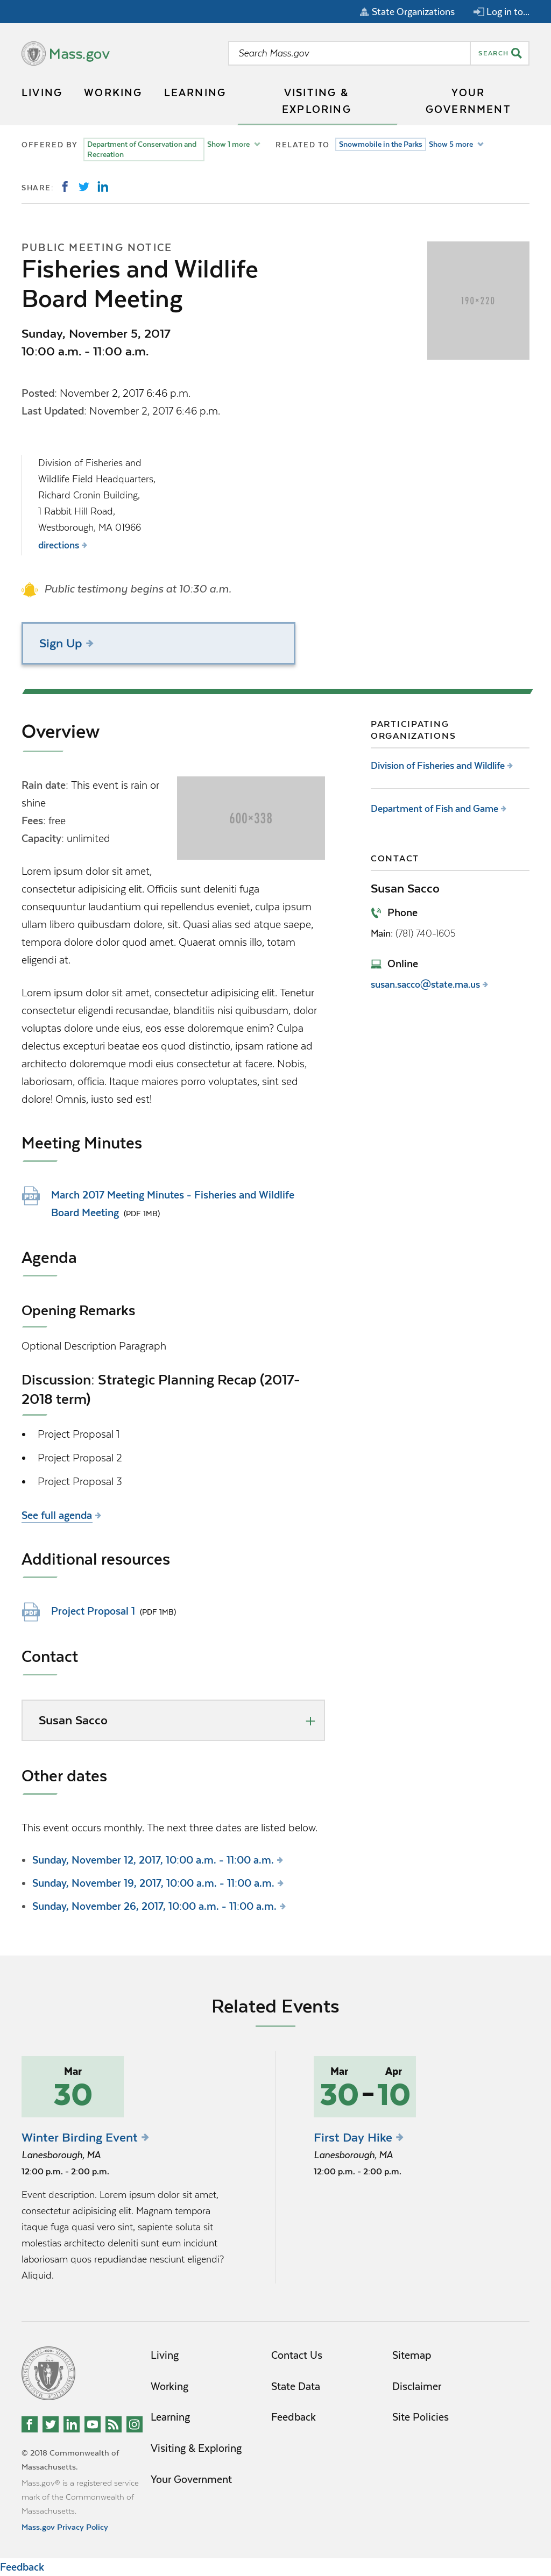 State Organizations
Log in to...
Mass.gov
Search Mass.gov
SEARCH
LIVING
WORKING
LEARNING
VISITING &
EXPLORING
YOUR
GOVERNMENT
OFFERED BY
Department of Conservation and
Recreation
Show 1 more
RELATED TO
Snowmobile in the Parks
Show 5 more
SHARE:
PUBLIC MEETING NOTICE
Fisheries and Wildlife
Board Meeting
190×220
Sunday, November 5, 2017
10:00 a.m. - 11:00 a.m.
Posted: November 2, 2017 6:46 p.m.
Last Updated: November 2, 2017 6:46 p.m.
Division of Fisheries and
Wildlife Field Headquarters,
Richard Cronin Building,
1 Rabbit Hill Road,
Westborough, MA 01966
directions
Public testimony begins at 10:30 a.m.
Sign Up
Overview
Rain date: This event is rain or
shine
Fees: free
Capacity: unlimited
600×338
Lorem ipsum dolor sit amet,
consectetur adipisicing elit. Officiis sunt deleniti fuga
consequuntur laudantium qui repellendus eveniet, culpa ipsum
ullam libero quibusdam dolore, sit. Quasi alias sed atque saepe,
tempora dolore dolor quod amet. Quaerat omnis illo, totam
eligendi at.
Lorem ipsum dolor sit amet, consectetur adipisicing elit. Tenetur
consectetur eligendi recusandae, blanditiis nisi quibusdam, dolor
voluptas dolore unde eius, eos esse doloremque enim? Culpa
delectus excepturi beatae eos quod distinctio, ipsam ratione ad
architecto doloremque modi eius consectetur at facere. Nobis,
laboriosam, officia. Itaque maiores porro voluptates, sint sed
dolore! Omnis, iusto sed est!
PARTICIPATING
ORGANIZATIONS
Division of Fisheries and Wildlife
Department of Fish and Game
CONTACT
Susan Sacco
Phone
Main: (781) 740-1605
Online
susan.sacco@state.ma.us
Meeting Minutes
PDF
March 2017 Meeting Minutes - Fisheries and Wildlife
Board Meeting (PDF 1MB)
Agenda
Opening Remarks
Optional Description Paragraph
Discussion: Strategic Planning Recap (2017-
2018 term)
• Project Proposal 1
• Project Proposal 2
• Project Proposal 3
See full agenda
Additional resources
PDF
Project Proposal 1 (PDF 1MB)
Contact
Susan Sacco
+
Other dates
This event occurs monthly. The next three dates are listed below.
• Sunday, November 12, 2017, 10:00 a.m. - 11:00 a.m.
• Sunday, November 19, 2017, 10:00 a.m. - 11:00 a.m.
• Sunday, November 26, 2017, 10:00 a.m. - 11:00 a.m.
Related Events
Mar
30
Winter Birding Event
Lanesborough, MA
12:00 p.m. - 2:00 p.m.
Event description. Lorem ipsum dolor sit amet,
consectetur adipisicing elit. Magnam tempora
itaque fuga quasi vero sint, sapiente soluta sit
molestias architecto deleniti sunt eum incidunt
laboriosam quos repudiandae nesciunt eligendi?
Aliquid.
Mar Apr
30-10
First Day Hike
Lanesborough, MA
12:00 p.m. - 2:00 p.m.
Living
Working
Learning
Visiting & Exploring
Your Government
Contact Us
State Data
Feedback
Sitemap
Disclaimer
Site Policies
© 2018 Commonwealth of
Massachusetts.
Mass.gov® is a registered service
mark of the Commonwealth of
Massachusetts.
Mass.gov Privacy Policy
Feedback